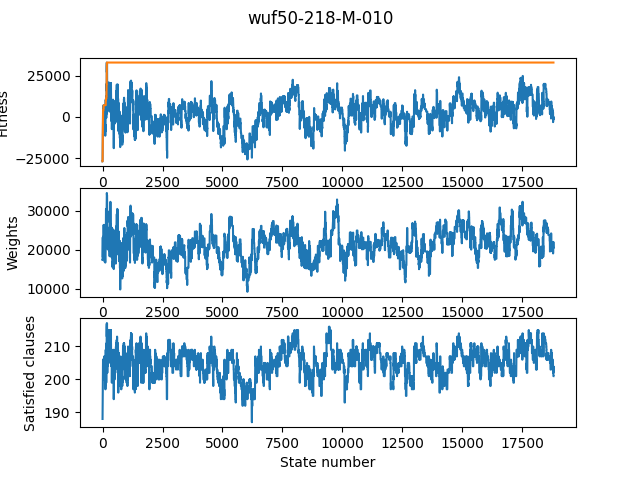 wuf50-218-M-010
Fitness
25000
0
−25000
0 2500 5000 7500 10000 12500 15000 17500
Weights
30000
20000
10000
0 2500 5000 7500 10000 12500 15000 17500
Satisfied clauses
210
200
190
0 2500 5000 7500 10000 12500 15000 17500
State number